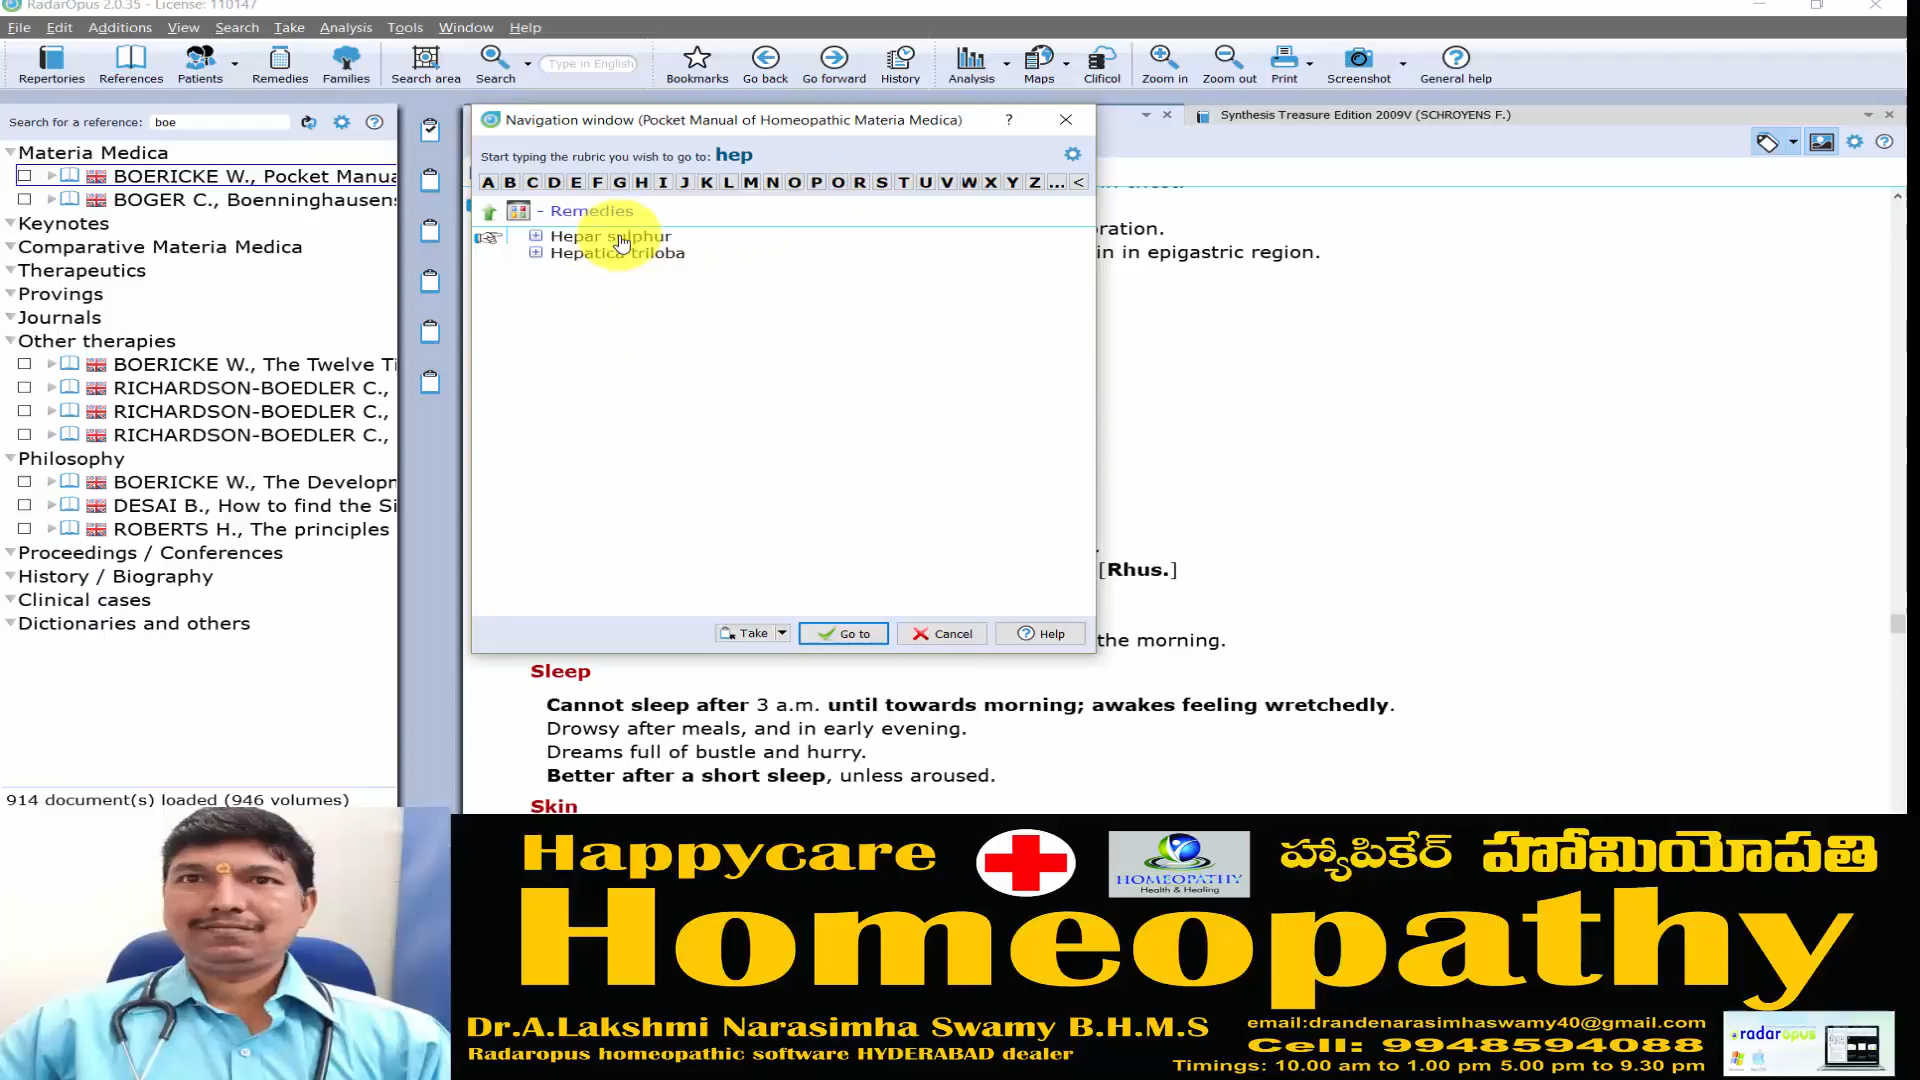 RadarOpus 2.0.35 - License: 110147
File Edit Additions View Search Take Analysis Tools Window Help
Repertories References Patients Remedies Families Search area Search Type in English Bookmarks Go back Go forward History Analysis Maps Clificol Zoom in Zoom out Print Screenshot General help
Search for a reference: boe
Materia Medica
BOERICKE W., Pocket Manua
BOGER C., Boenninghausen
Keynotes
Comparative Materia Medica
Therapeutics
Provings
Journals
Other therapies
BOERICKE W., The Twelve Ti
RICHARDSON-BOEDLER C.,
RICHARDSON-BOEDLER C.,
RICHARDSON-BOEDLER C.,
Philosophy
BOERICKE W., The Developm
DESAI B., How to find the Si
ROBERTS H., The principles
Proceedings / Conferences
History / Biography
Clinical cases
Dictionaries and others
914 document(s) loaded (946 volumes)
Navigation window (Pocket Manual of Homeopathic Materia Medica) ?
Start typing the rubric you wish to go to: hep
A B C D E F G H I J K L M N O P O R S T U V W X Y Z ... <
- Remedies
Hepar sulphur
Hepatica triloba
Take Go to Cancel Help
Synthesis Treasure Edition 2009V (SCHROYENS F.)
oration.
in in epigastric region.
[Rhus.]
the morning.
Sleep
Cannot sleep after 3 a.m. until towards morning; awakes feeling wretchedly.
Drowsy after meals, and in early evening.
Dreams full of bustle and hurry.
Better after a short sleep, unless aroused.
Skin
Happycare
HOMEOPATHY
Health & Healing
హ్యాపికేర్ హోమియోపతి
Homeopathy
Dr.A.Lakshmi Narasimha Swamy B.H.M.S
Radaropus homeopathic software HYDERABAD dealer
email:drandenarasimhaswamy40@gmail.com
Cell: 9948594088
Timings: 10.00 am to 1.00 pm 5.00 pm to 9.30 pm
radaropus